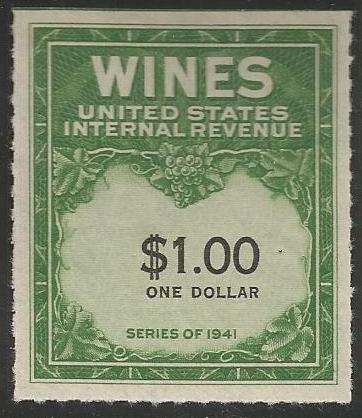 WINES
UNITED STATES
INTERNAL REVENUE
$1.00
ONE DOLLAR
SERIES OF 1941